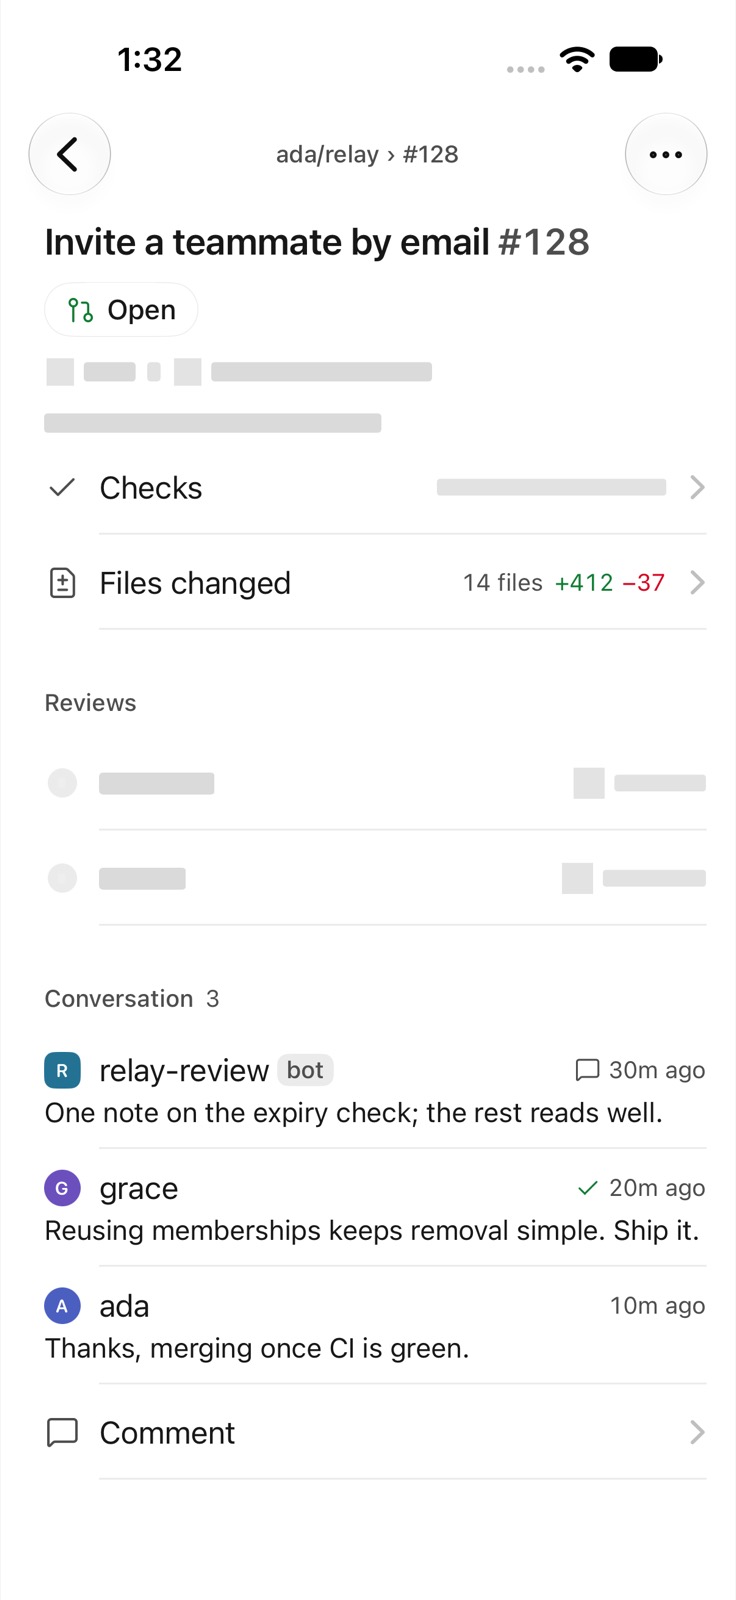 1:32
ada/relay › #128
Invite a teammate by email #128
Open
Checks
Files changed 14 files +412 −37
Reviews
Conversation 3
R relay-review bot 30m ago
One note on the expiry check; the rest reads well.
G grace 20m ago
Reusing memberships keeps removal simple. Ship it.
A ada 10m ago
Thanks, merging once CI is green.
Comment